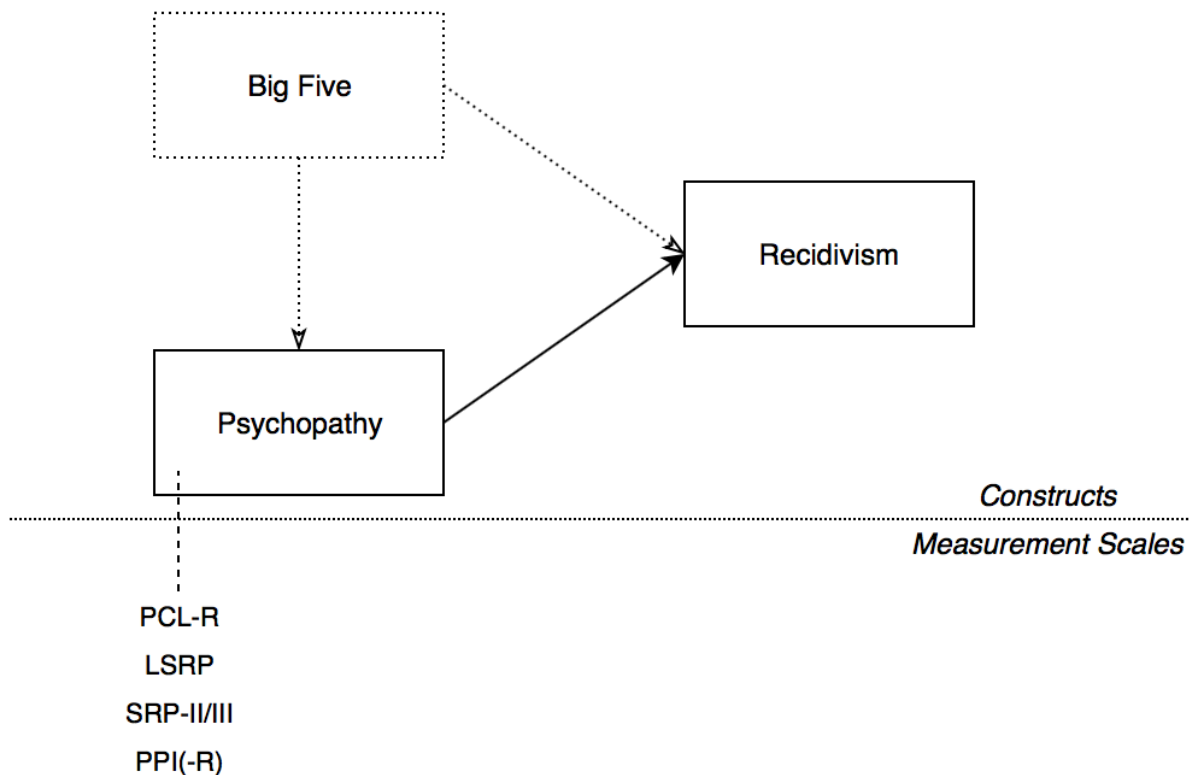 Big Five
Recidivism
Psychopathy
Constructs
Measurement Scales
PCL-R
LSRP
SRP-II/III
PPI(-R)